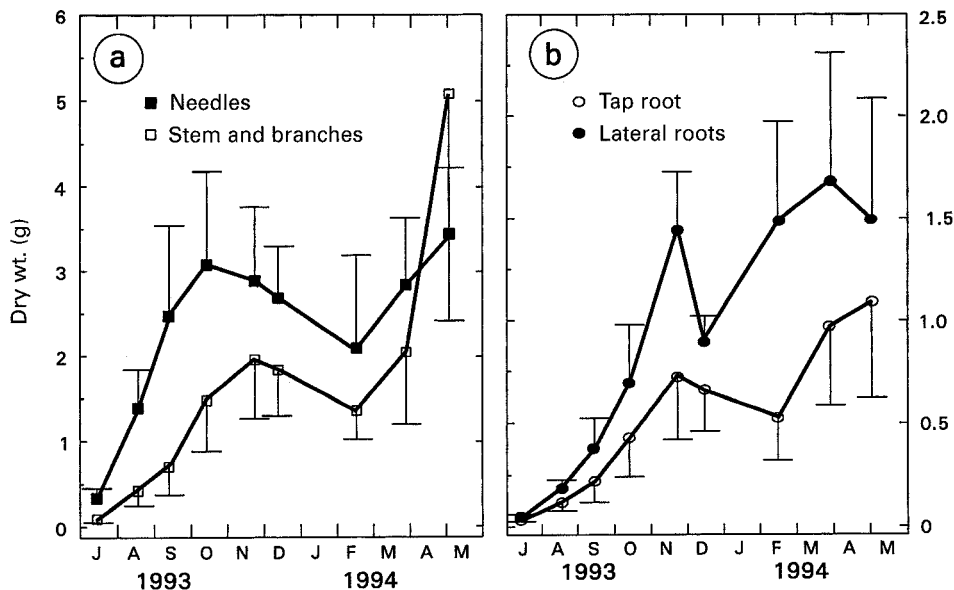 a
Needles
Stem and branches
Dry wt. (g)
6
5
4
3
2
1
0
J A S O N D J F M A M
1993 1994
b
Tap root
Lateral roots
2.5
2.0
1.5
1.0
0.5
0
J A S O N D J F M A M
1993 1994